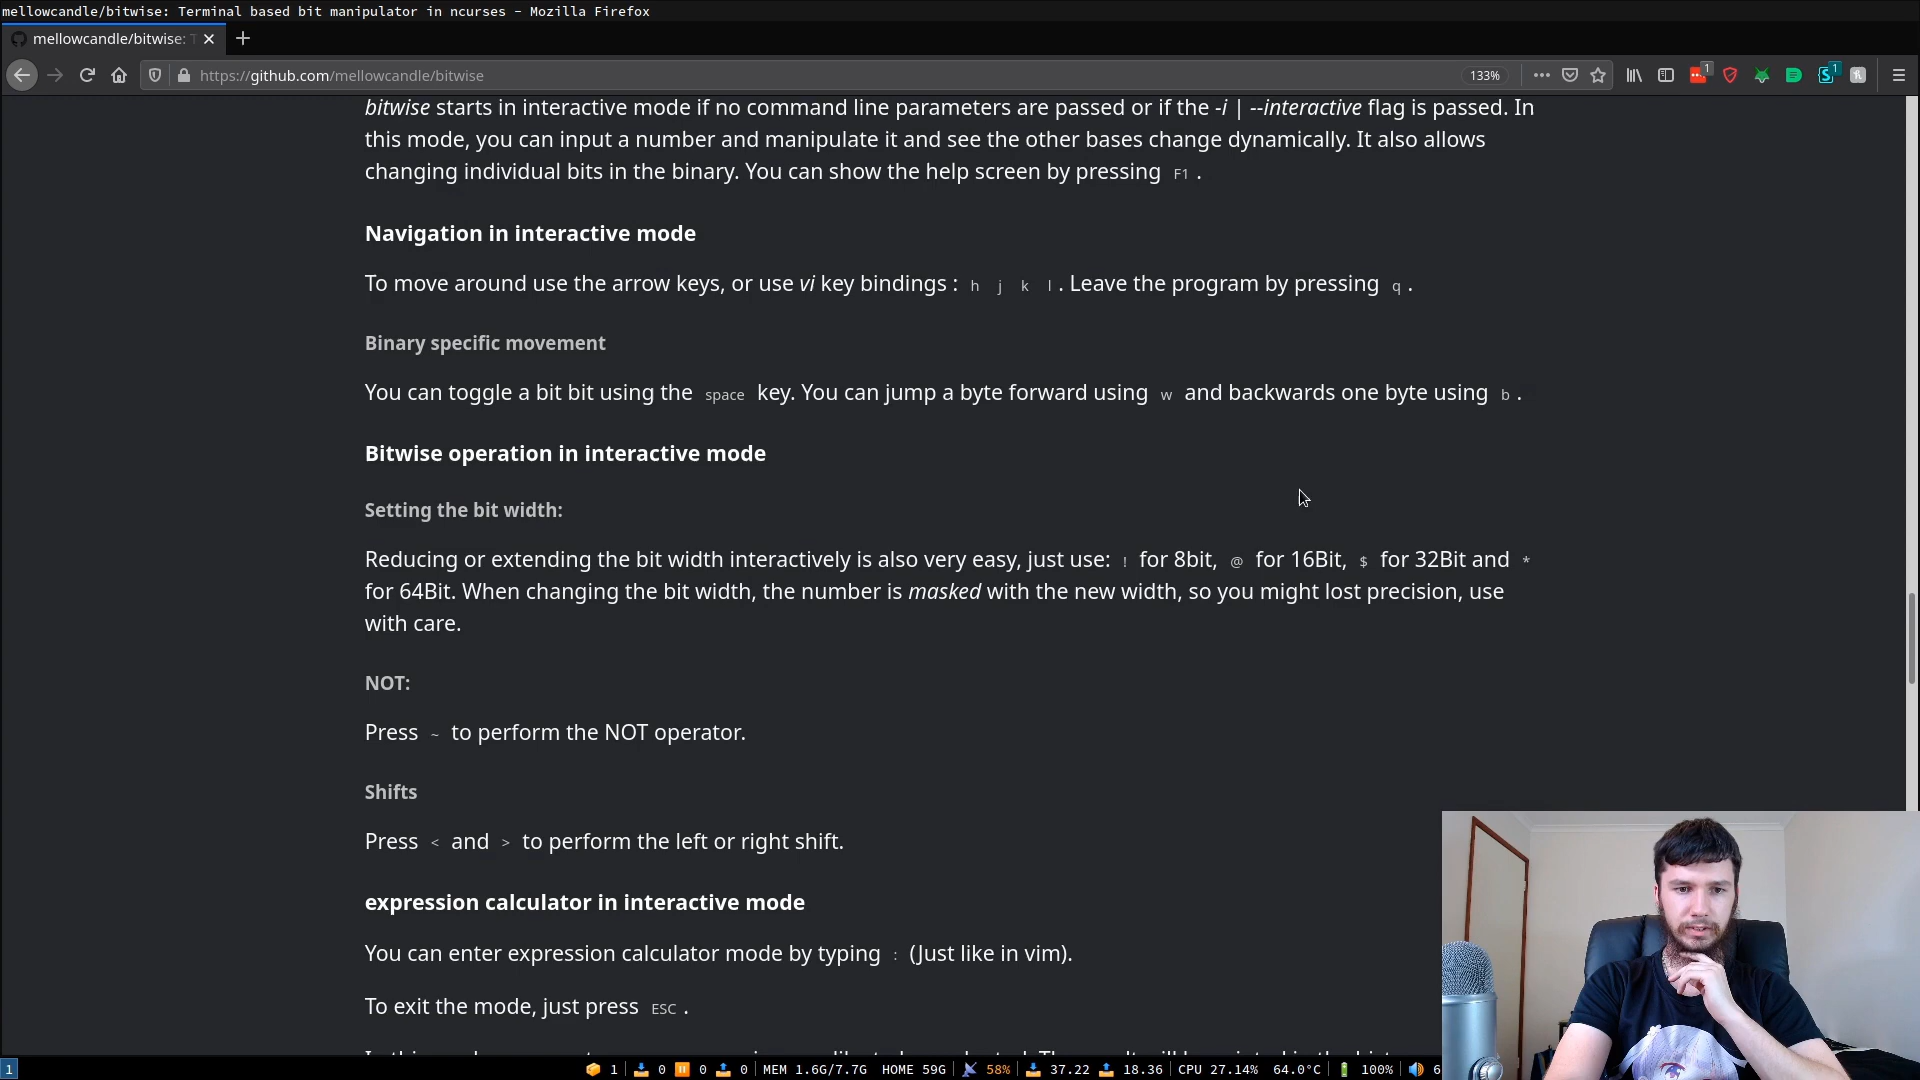 mellowcandle/bitwise: Terminal based bit manipulator in ncurses - Mozilla Firefox
mellowcandle/bitwise: T
https://github.com/mellowcandle/bitwise
133%
1
1
bitwise starts in interactive mode if no command line parameters are passed or if the -i | --interactive flag is passed. In
this mode, you can input a number and manipulate it and see the other bases change dynamically. It also allows
changing individual bits in the binary. You can show the help screen by pressing F1 .
Navigation in interactive mode
To move around use the arrow keys, or use vi key bindings : h j k l . Leave the program by pressing q .
Binary specific movement
You can toggle a bit bit using the space key. You can jump a byte forward using w and backwards one byte using b .
Bitwise operation in interactive mode
Setting the bit width:
Reducing or extending the bit width interactively is also very easy, just use: ! for 8bit, @ for 16Bit, $ for 32Bit and *
for 64Bit. When changing the bit width, the number is masked with the new width, so you might lost precision, use
with care.
NOT:
Press ~ to perform the NOT operator.
Shifts
Press < and > to perform the left or right shift.
expression calculator in interactive mode
You can enter expression calculator mode by typing : (Just like in vim).
To exit the mode, just press ESC .
1
1 | 0 0 0 | MEM 1.6G/7.7G HOME 59G | 58% | 37.22 18.36 | CPU 27.14% 64.0°C | 100% | 6